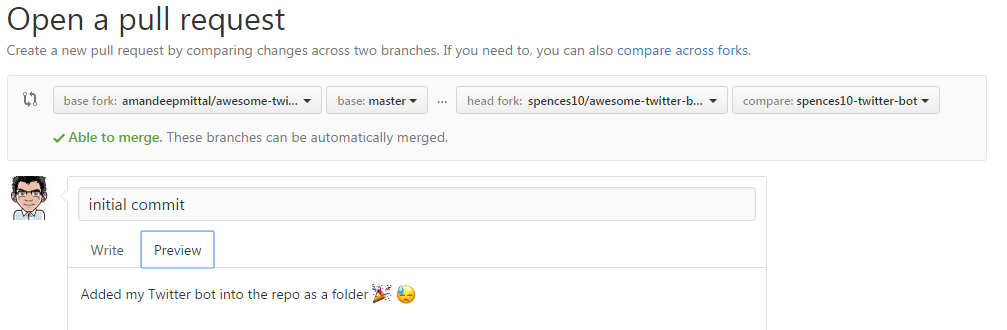 Open a pull request
Create a new pull request by comparing changes across two branches. If you need to, you can also compare across forks.
base fork: amandeepmittal/awesome-twi... base: master ... head fork: spences10/awesome-twitter-b... compare: spences10-twitter-bot
Able to merge. These branches can be automatically merged.
initial commit
Write Preview
Added my Twitter bot into the repo as a folder 🎉 😓